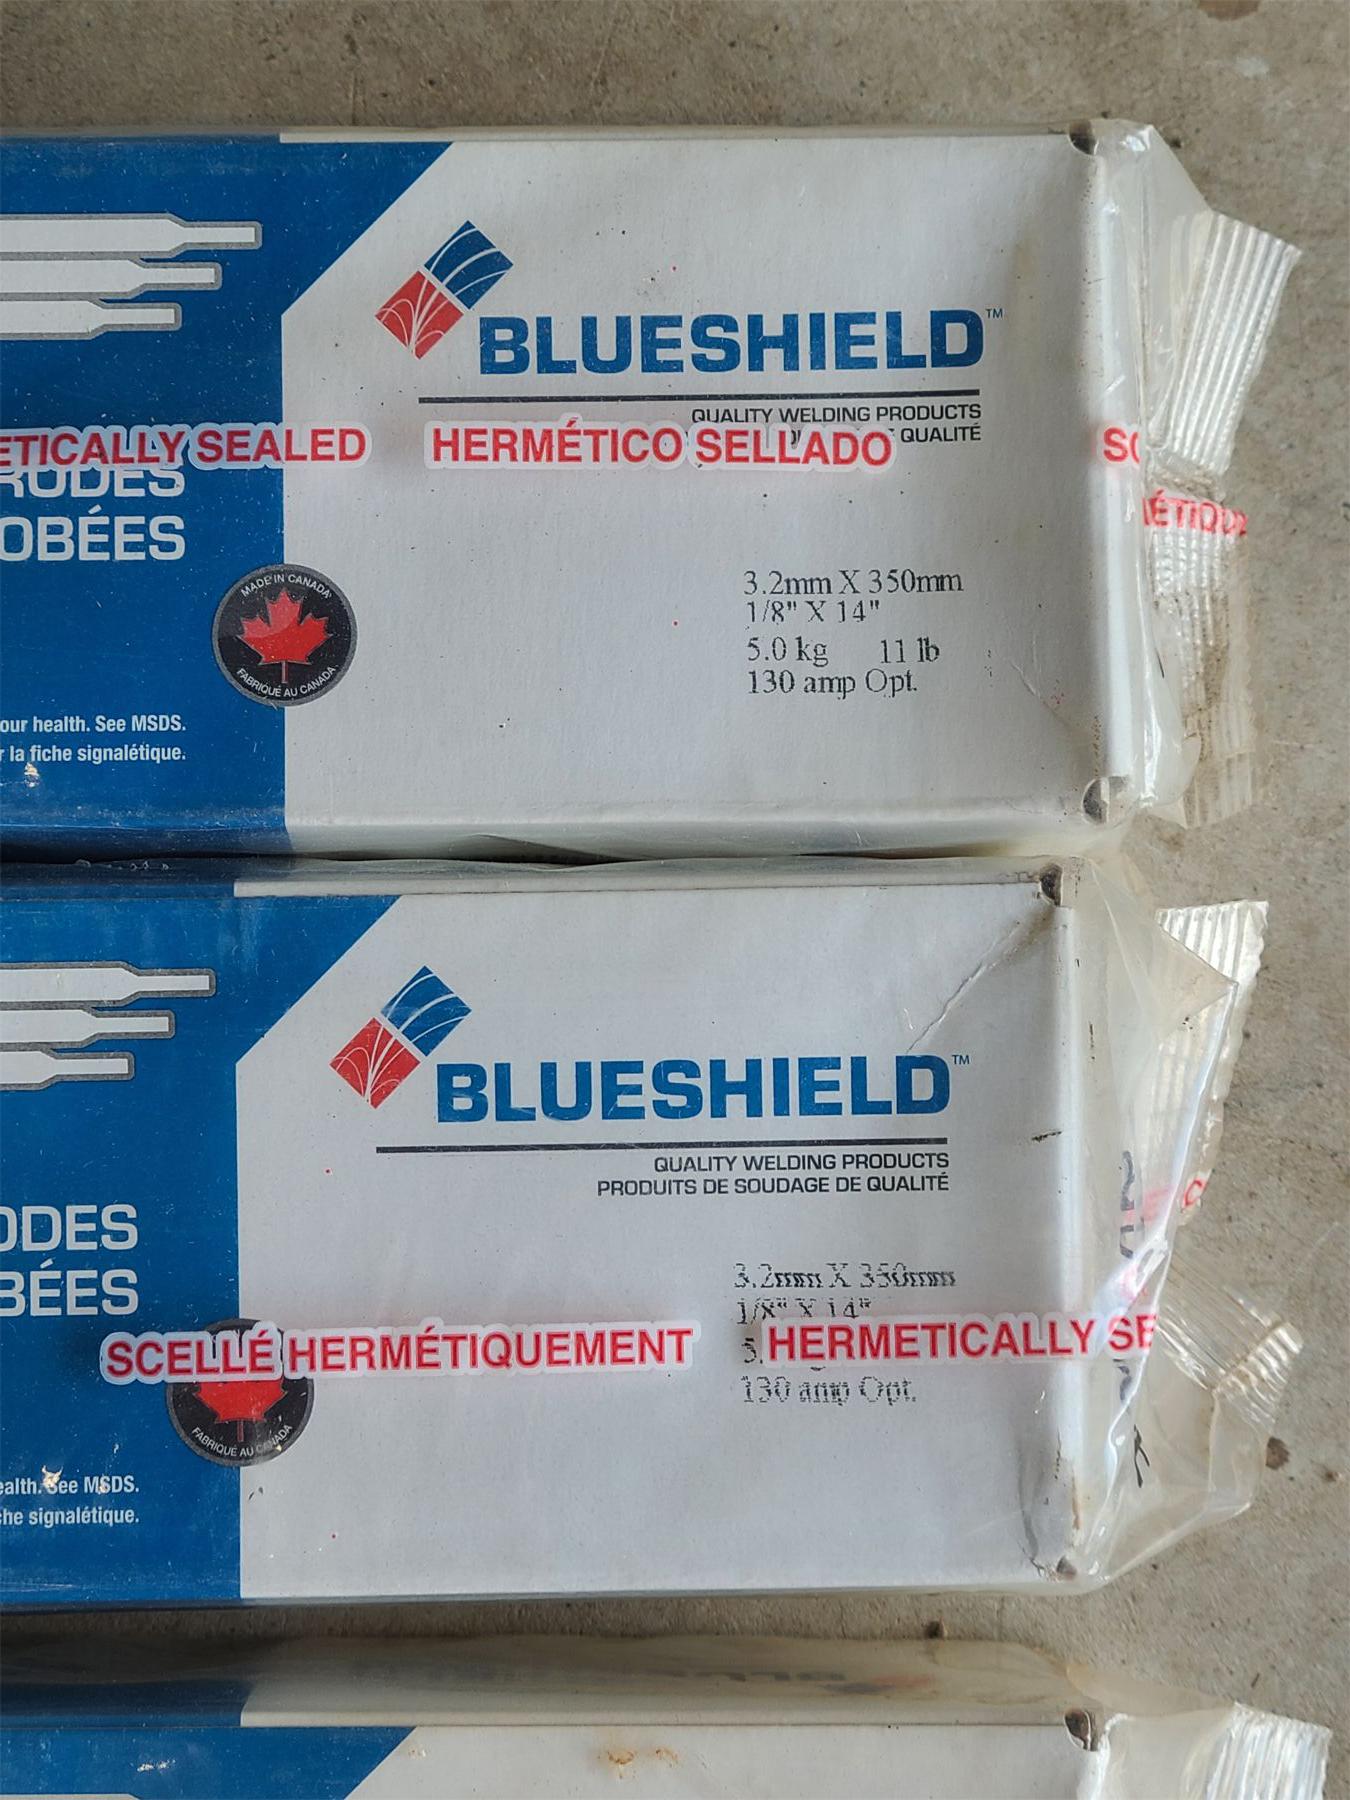 BLUESHIELD™
QUALITY WELDING PRODUCTS
QUALITÉ
ETICALLY SEALED HERMÉTICO SELLADO
RODES
OBÉES
MADE IN CANADA
FABRIQUÉ AU CANADA
3.2mm X 350mm
1/8" X 14"
5.0 kg 11 lb
130 amp Opt.
our health. See MSDS.
r la fiche signalétique.
BLUESHIELD™
QUALITY WELDING PRODUCTS
PRODUITS DE SOUDAGE DE QUALITÉ
ODES
BÉES
3.2mm X 350mm
1/8" X 14"
SCELLÉ HERMÉTIQUEMENT HERMETICALLY SE
130 amp Opt.
FABRIQUÉ AU CANADA
ealth. See MSDS.
che signalétique.